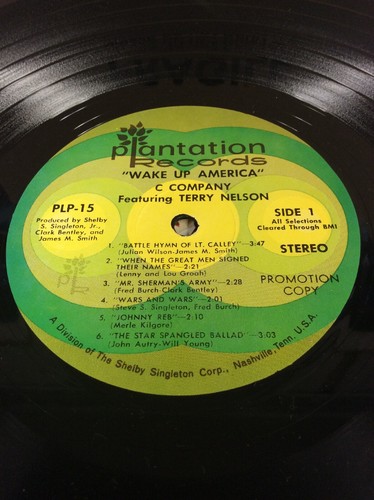 plantation
Records
"WAKE UP AMERICA"
C COMPANY
Featuring TERRY NELSON
PLP-15
Produced by Shelby
S. Singleton, Jr.,
Clark Bentley, and
James M. Smith
SIDE 1
All Selections
Cleared Through BMI
STEREO
1. "BATTLE HYMN OF LT. CALLEY"—3:47
(Julian Wilson-James M. Smith)
2. "WHEN THE GREAT MEN SIGNED
THEIR NAMES"—2:21
(Lenny and Lou Groah)
3. "MR. SHERMAN'S ARMY"—2:28
(Fred Burch Clark Bentley)
4. "WARS AND WARS"—2:01
(Steve S. Singleton, Fred Burch)
5. "JOHNNY REB"—2:10
(Merle Kilgore)
6. "THE STAR SPANGLED BALLAD"—3:03
(John Autry-Will Young)
PROMOTION
COPY
A Division of The Shelby Singleton Corp., Nashville, Tenn. U.S.A.